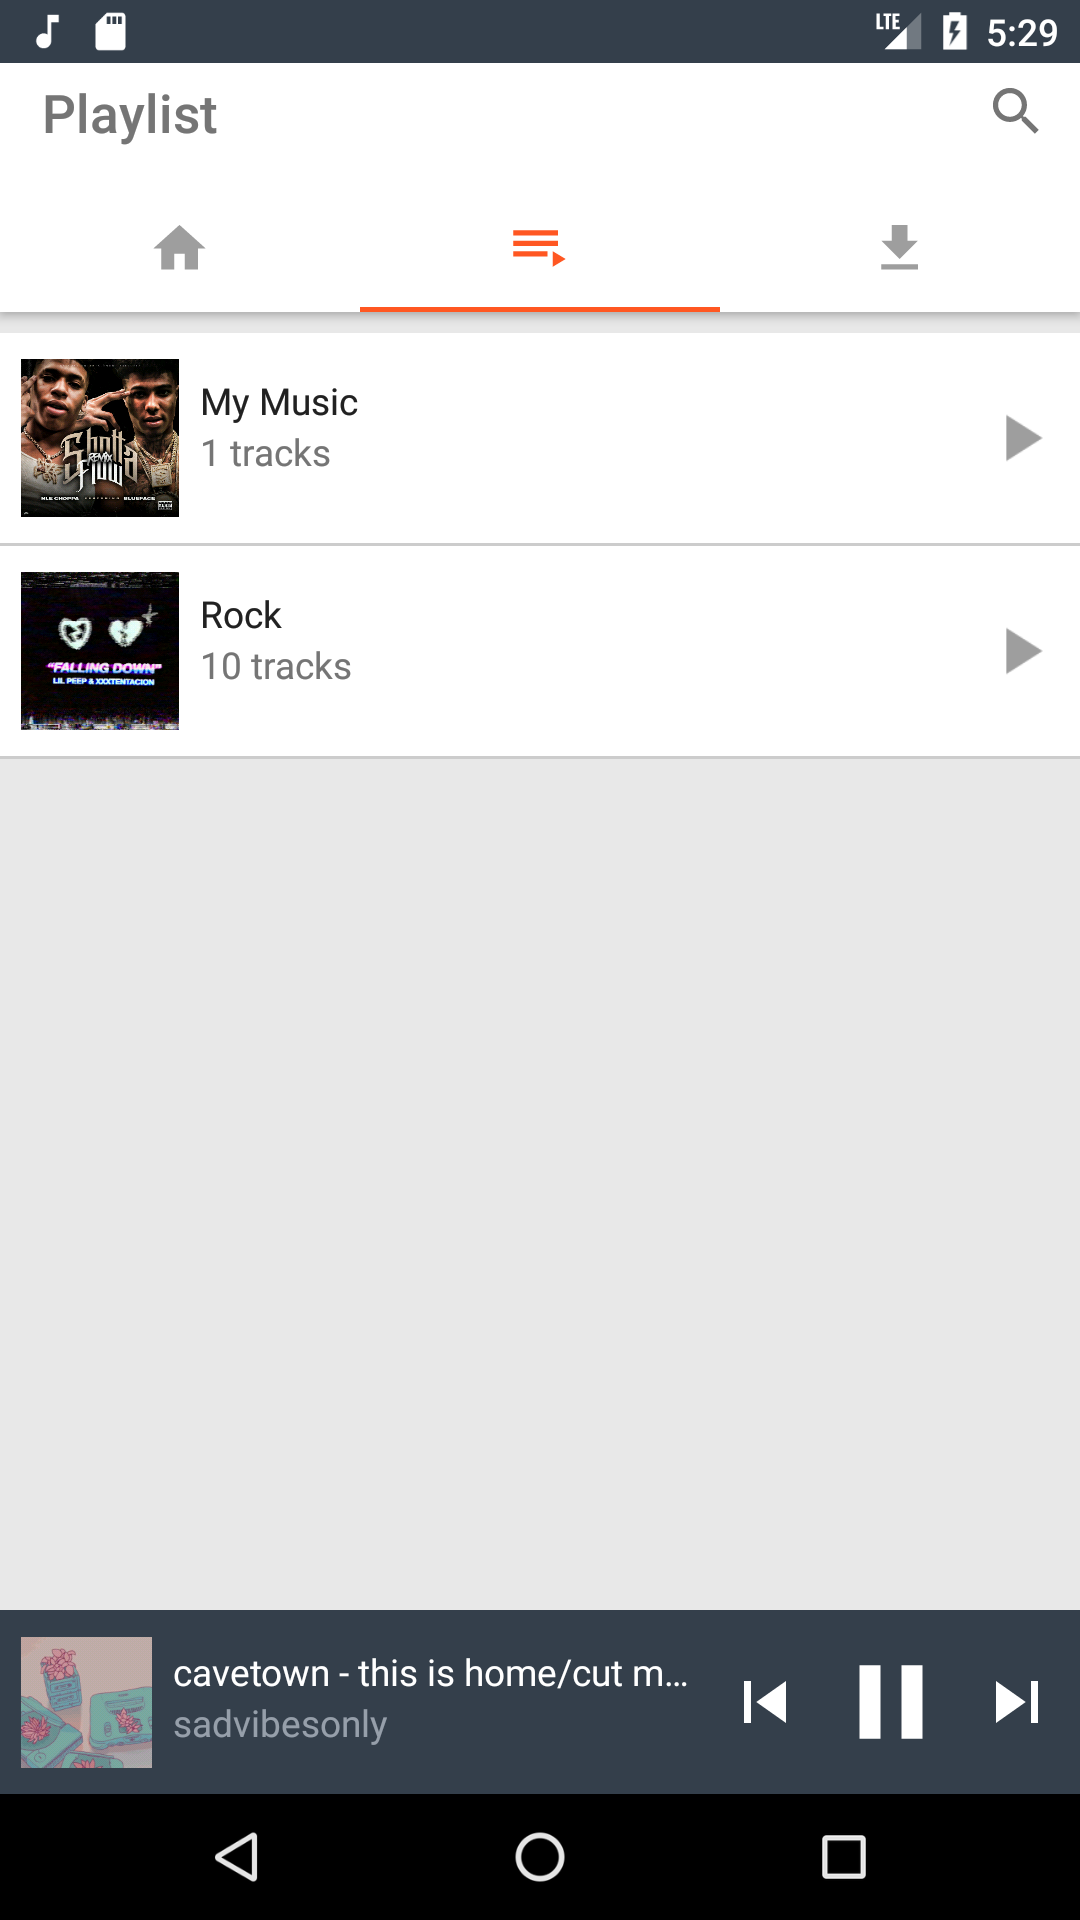 LTE 5:29
Playlist
My Music
1 tracks
Shotta
REMIX
Flow
NLE CHOPPA FEATURING BLUEFACE
Rock
10 tracks
"FALLING DOWN"
LIL PEEP & XXXTENTACION
cavetown - this is home/cut m...
sadvibesonly